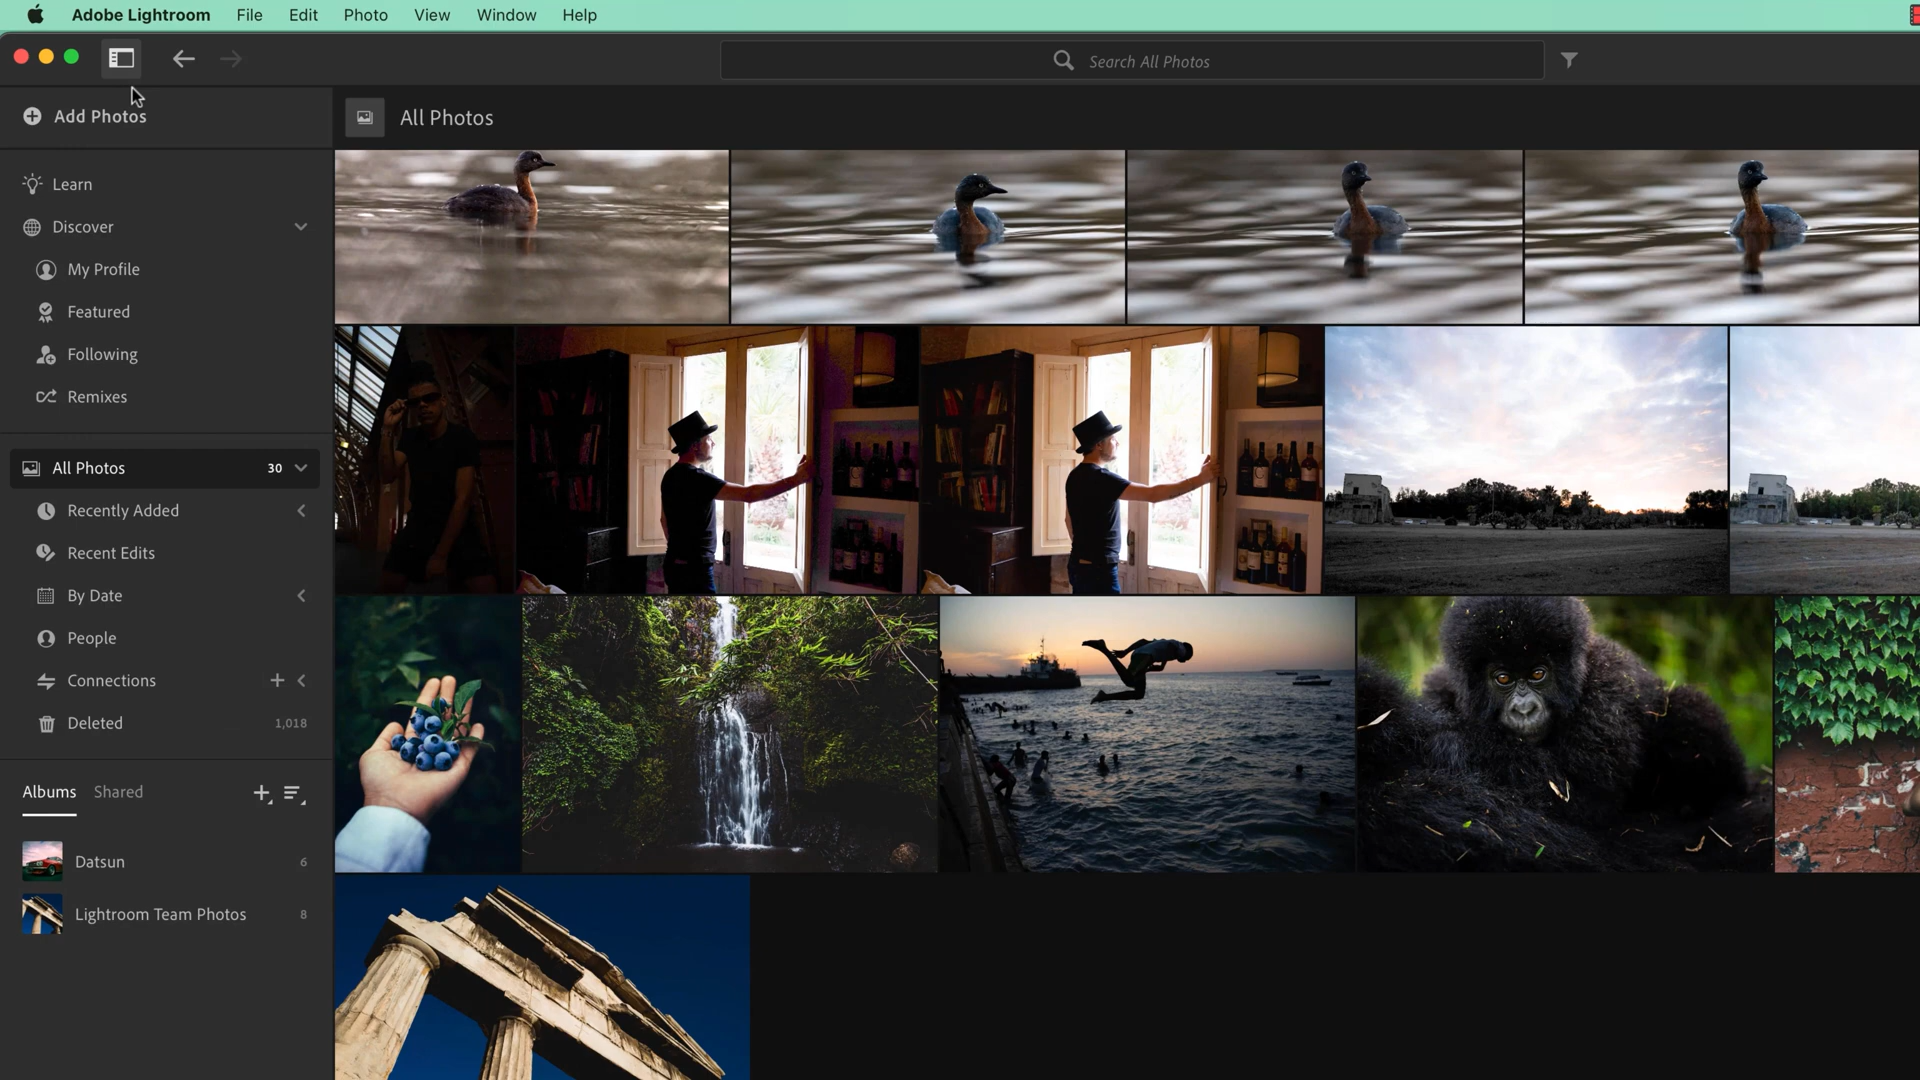 Adobe Lightroom File Edit Photo View Window Help
Search All Photos
Add Photos
All Photos
Learn
Discover
My Profile
Featured
Following
Remixes
All Photos 30
Recently Added
Recent Edits
By Date
People
Connections
Deleted 1,018
Albums Shared
Datsun 6
Lightroom Team Photos 8